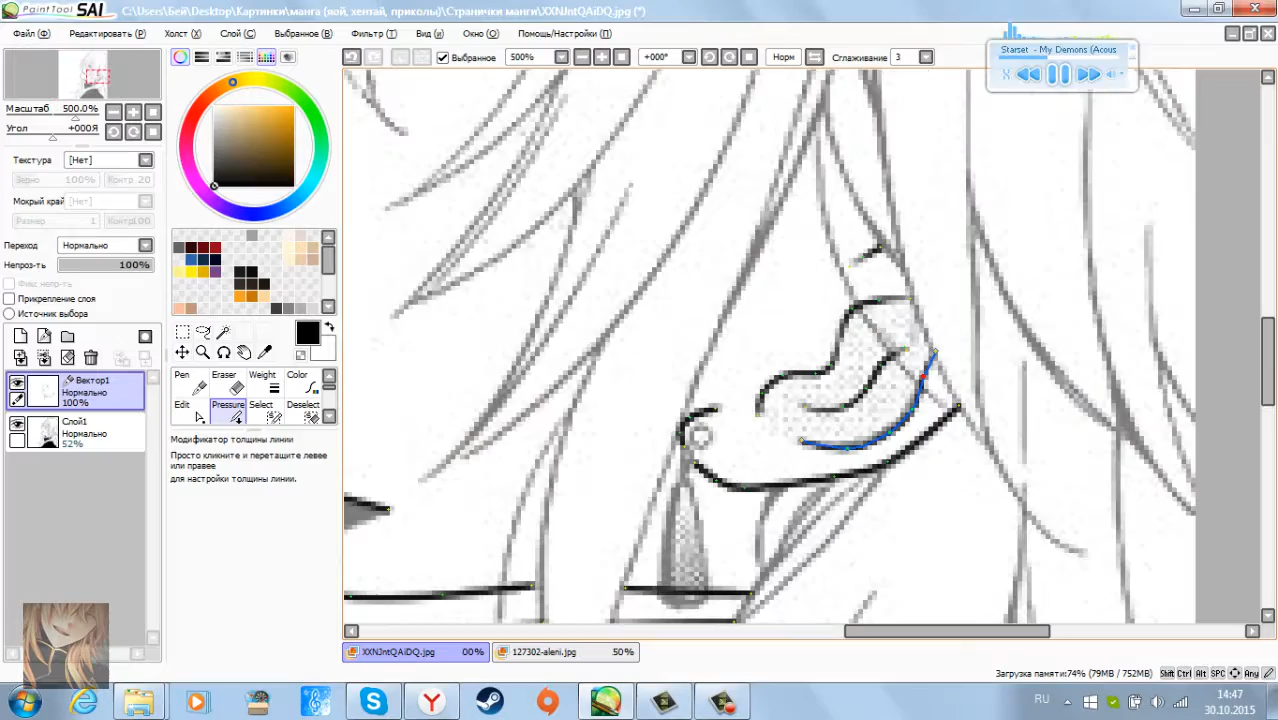 PaintTool SAI C:\Users\Бей\Desktop\Картинки\манга (яой, хентай, приколы)\Странички манги\XXNJntQAiDQ.jpg (*)
Файл (F) Редактировать (P) Холст (C) Слой (C) Выбранное (B) Фильтр (T) Вид (и) Окно (O) Помощь/Настройки (П)
Выбранное 500% +000° Норм Сглаживание 3
Starset - My Demons (Acous
Масштаб 500.0%
Угол +000Я
Текстура [Нет]
Зерно 100% Контр. 20
Мокрый край [Нет]
Размер 1 Контр100
Переход Нормально
Непроз-ть 100%
Фикс непр-ть
Прикрепление слоя
Источник выбора
Вектор1
Нормально
100%
Слой1
Нормально
52%
Pen Eraser Weight Color
Edit Pressure Select Deselect
Модификатор толщины линии
Просто кликните и перетащите левее
или правее
для настройки толщины линии.
XXNJntQAiDQ.jpg 00% 127302-aleni.jpg 50%
Загрузка памяти:74% (79MB / 752MB) Shift Ctrl Alt SPC Any
RU 14:47
30.10.2015